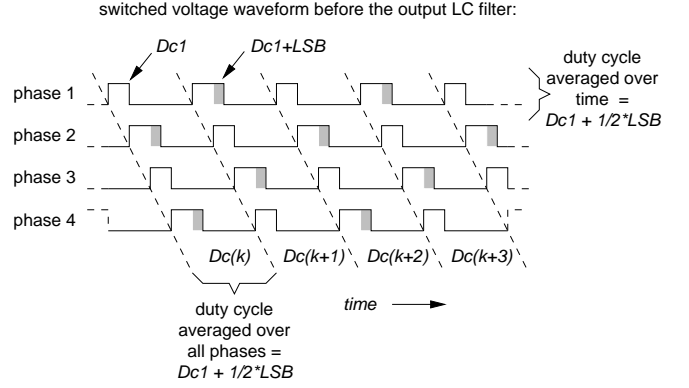 switched voltage waveform before the output LC filter:
Dc1
Dc1+LSB
phase 1
phase 2
phase 3
phase 4
duty cycle
averaged over
time =
Dc1 + 1/2*LSB
Dc(k)
Dc(k+1)
Dc(k+2)
Dc(k+3)
duty cycle
averaged over
all phases =
Dc1 + 1/2*LSB
time